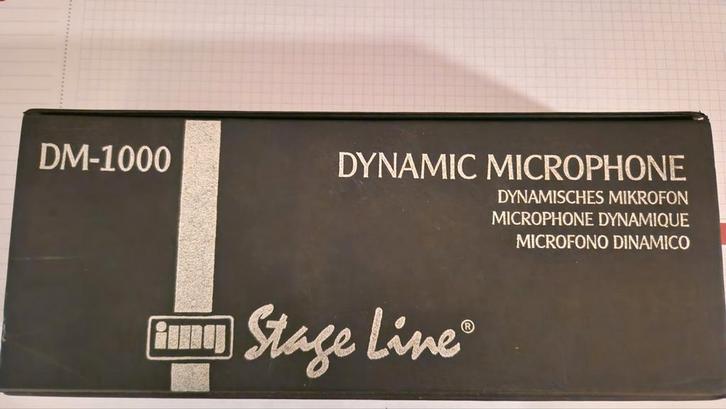 DM-1000
DYNAMIC MICROPHONE
DYNAMISCHES MIKROFON
MICROPHONE DYNAMIQUE
MICROFONO DINAMICO
img Stage Line®